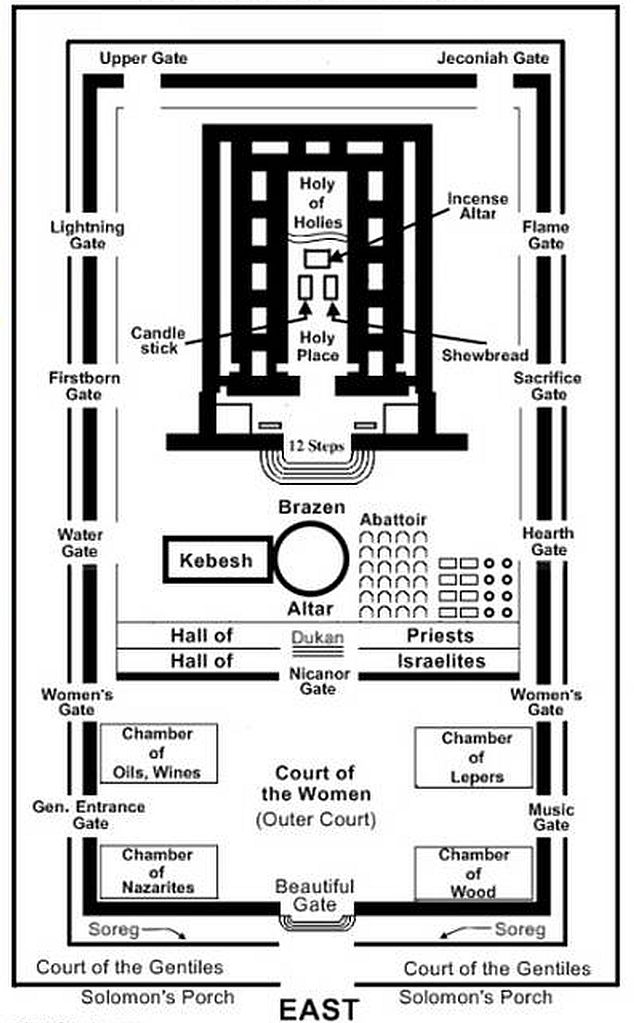 Upper Gate
Jeconiah Gate
Holy
of
Holies
Incense
Altar
Lightning
Gate
Flame
Gate
Candle
stick
Holy
Place
Shewbread
Firstborn
Gate
Sacrifice
Gate
12 Steps
Brazen
Abattoir
Water
Gate
Kebesh
Hearth
Gate
Altar
Hall of
Dukan
Priests
Hall of
Israelites
Nicanor
Gate
Women's
Gate
Women's
Gate
Chamber
of
Oils, Wines
Chamber
of
Lepers
Court of
the Women
(Outer Court)
Gen. Entrance
Gate
Music
Gate
Chamber
of
Nazarites
Chamber
of
Wood
Beautiful
Gate
Soreg
Soreg
Court of the Gentiles
Court of the Gentiles
Solomon's Porch
Solomon's Porch
EAST